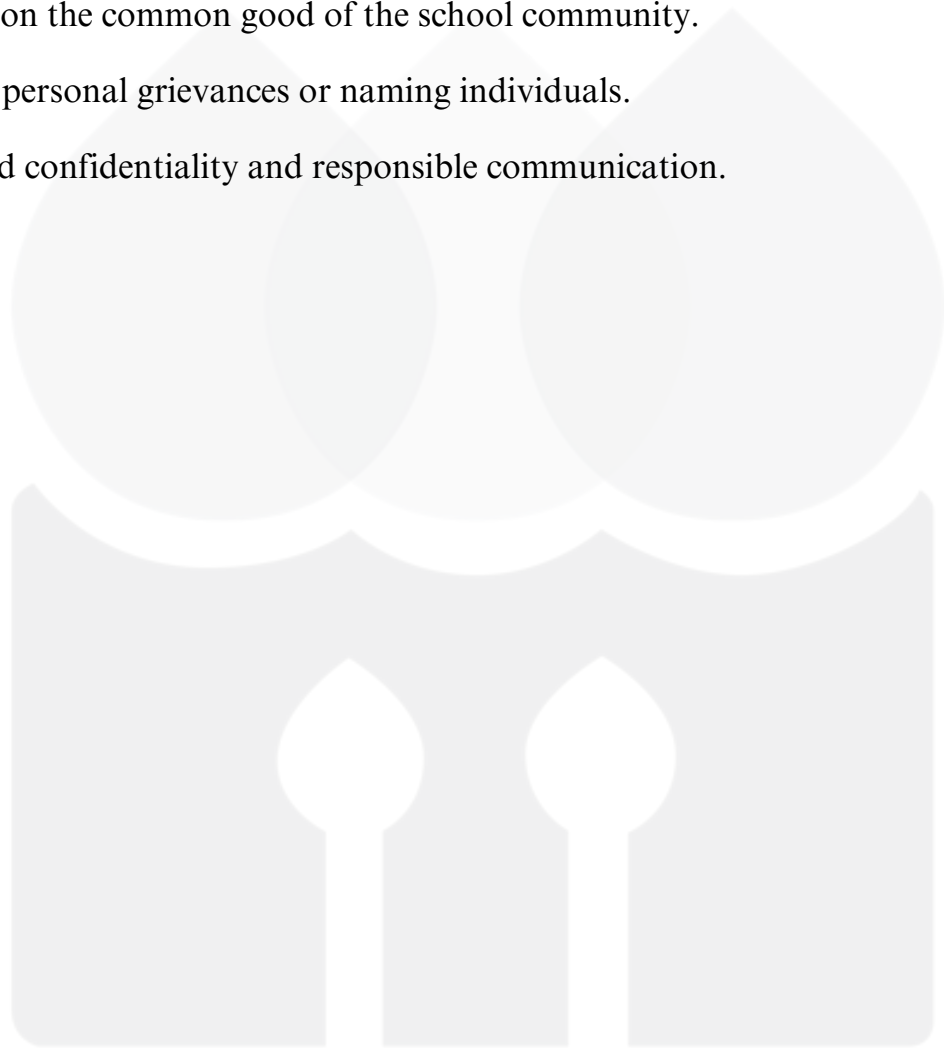 on the common good of the school community.
personal grievances or naming individuals.
d confidentiality and responsible communication.